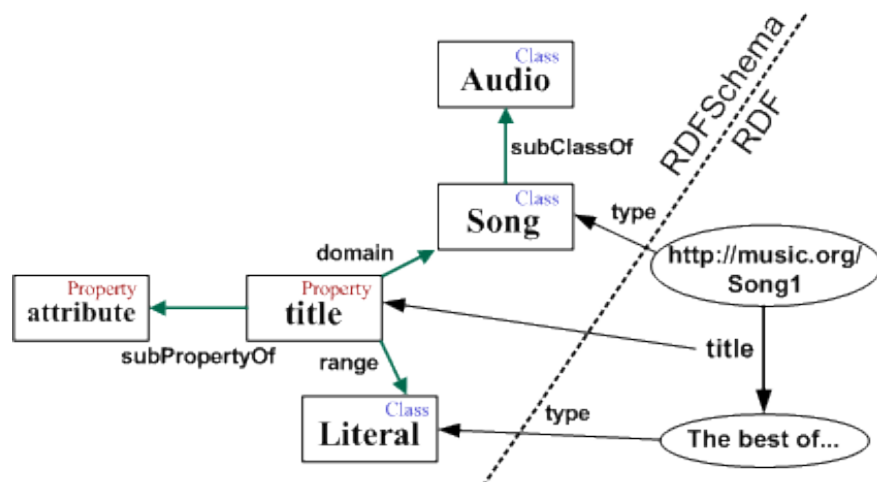 Class
Audio
subClassOf
RDFSchema
RDF
Class
Song
type
http://music.org/
Song1
domain
Property
attribute
Property
title
subPropertyOf
range
title
Class
Literal
type
The best of...